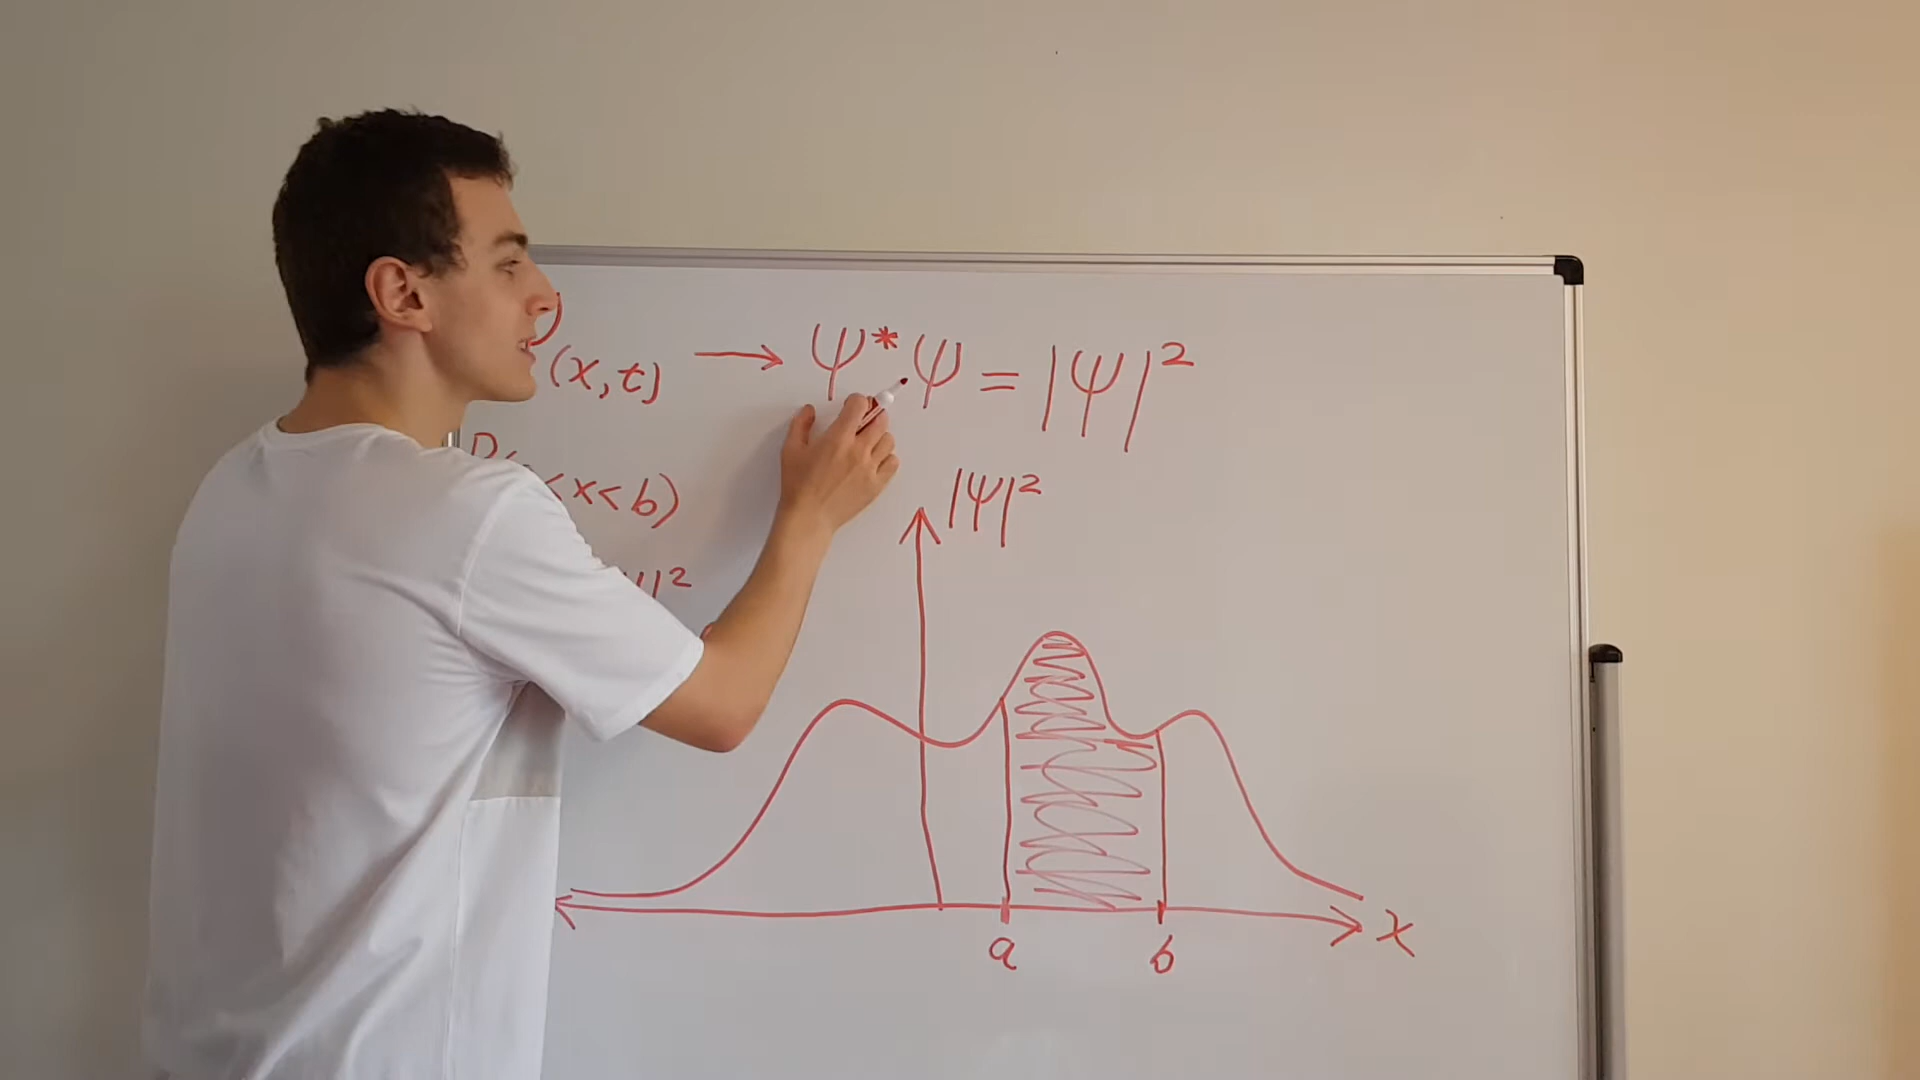 (x,t) → Ψ*Ψ = |Ψ|²
<x<b)
|²
|Ψ|²
x
a b